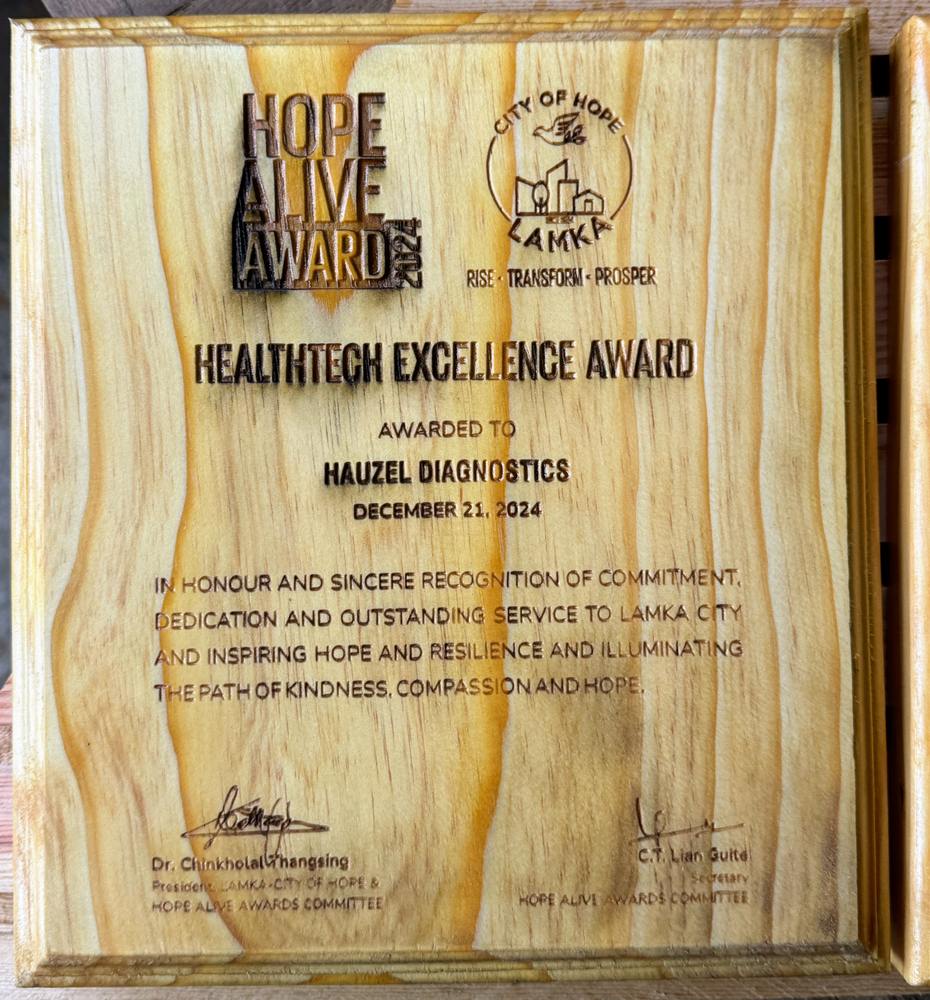 HOPE
ALIVE
AWARD
2024
CITY OF HOPE
LAMKA
RISE · TRANSFORM · PROSPER
HEALTHTECH EXCELLENCE AWARD
AWARDED TO
HAUZEL DIAGNOSTICS
DECEMBER 21, 2024
IN HONOUR AND SINCERE RECOGNITION OF COMMITMENT,
DEDICATION AND OUTSTANDING SERVICE TO LAMKA CITY
AND INSPIRING HOPE AND RESILIENCE AND ILLUMINATING
THE PATH OF KINDNESS, COMPASSION AND HOPE.
Dr. Chinkholal Thangsing
President, LAMKA-CITY OF HOPE &
HOPE ALIVE AWARDS COMMITTEE
C.T. Lian Guite
Secretary
HOPE ALIVE AWARDS COMMITTEE